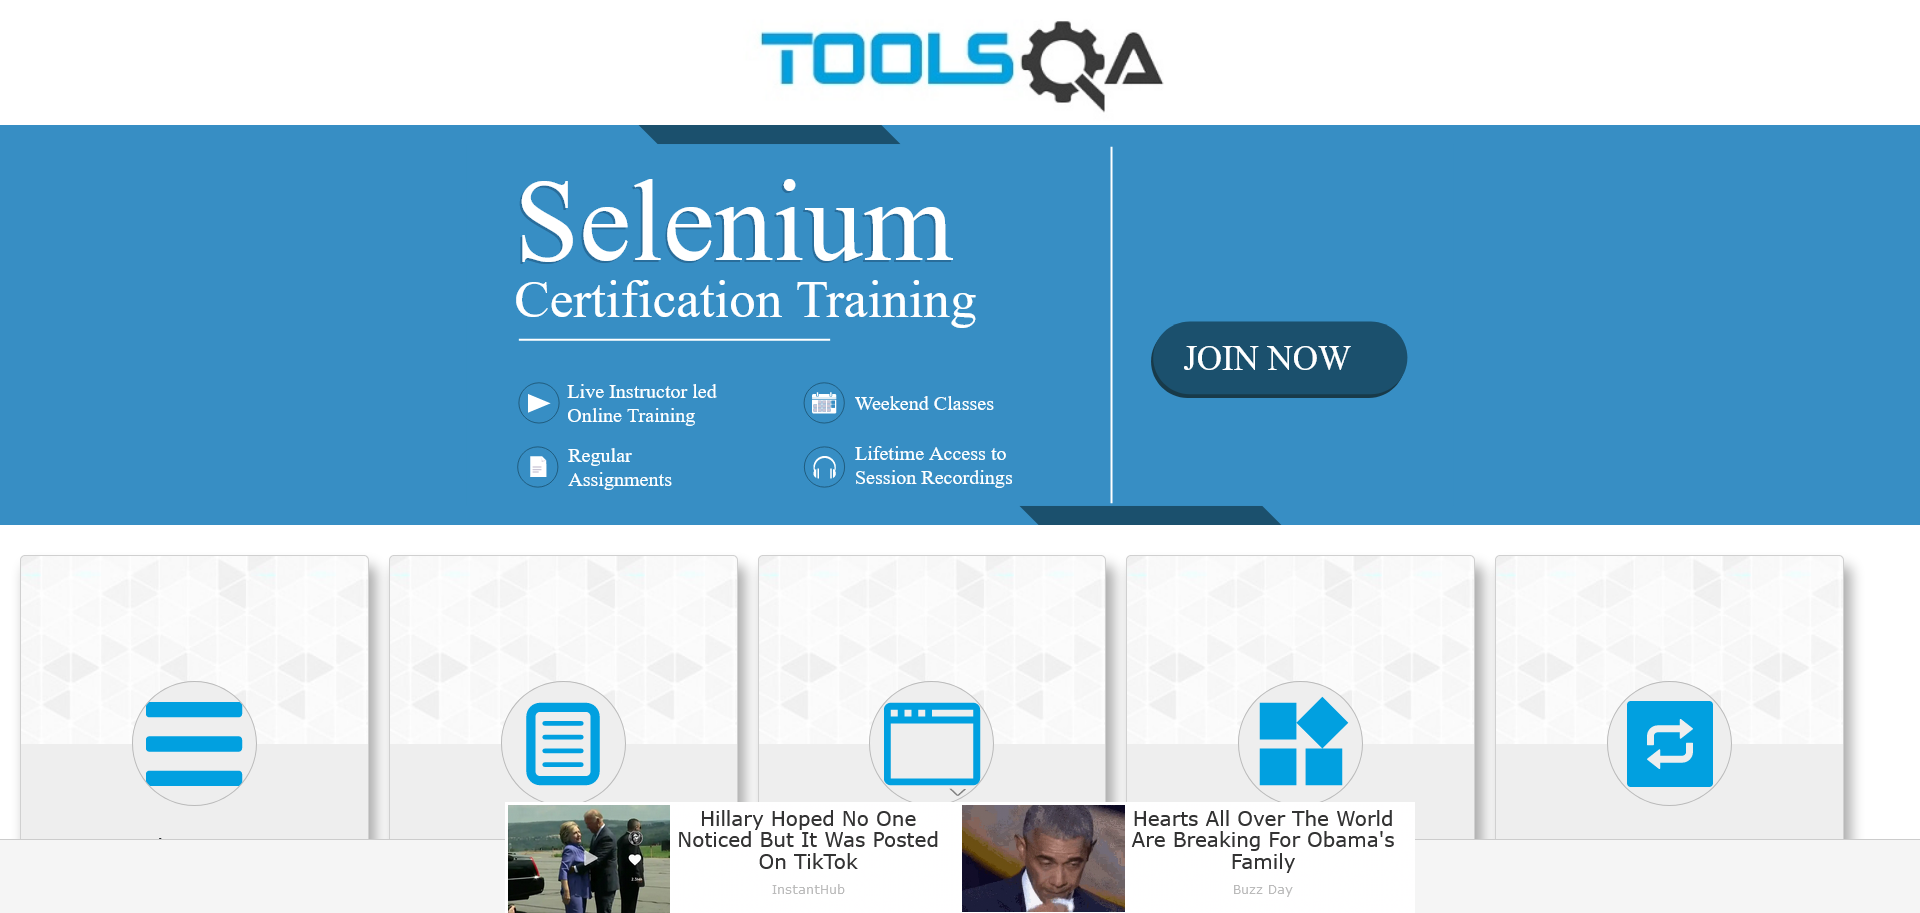 TOOLSQA
Selenium
Certification Training
JOIN NOW
Live Instructor led
Online Training
Weekend Classes
Regular
Assignments
Lifetime Access to
Session Recordings
Hillary Hoped No One
Noticed But It Was Posted
On TikTok
InstantHub
Hearts All Over The World
Are Breaking For Obama's
Family
Buzz Day